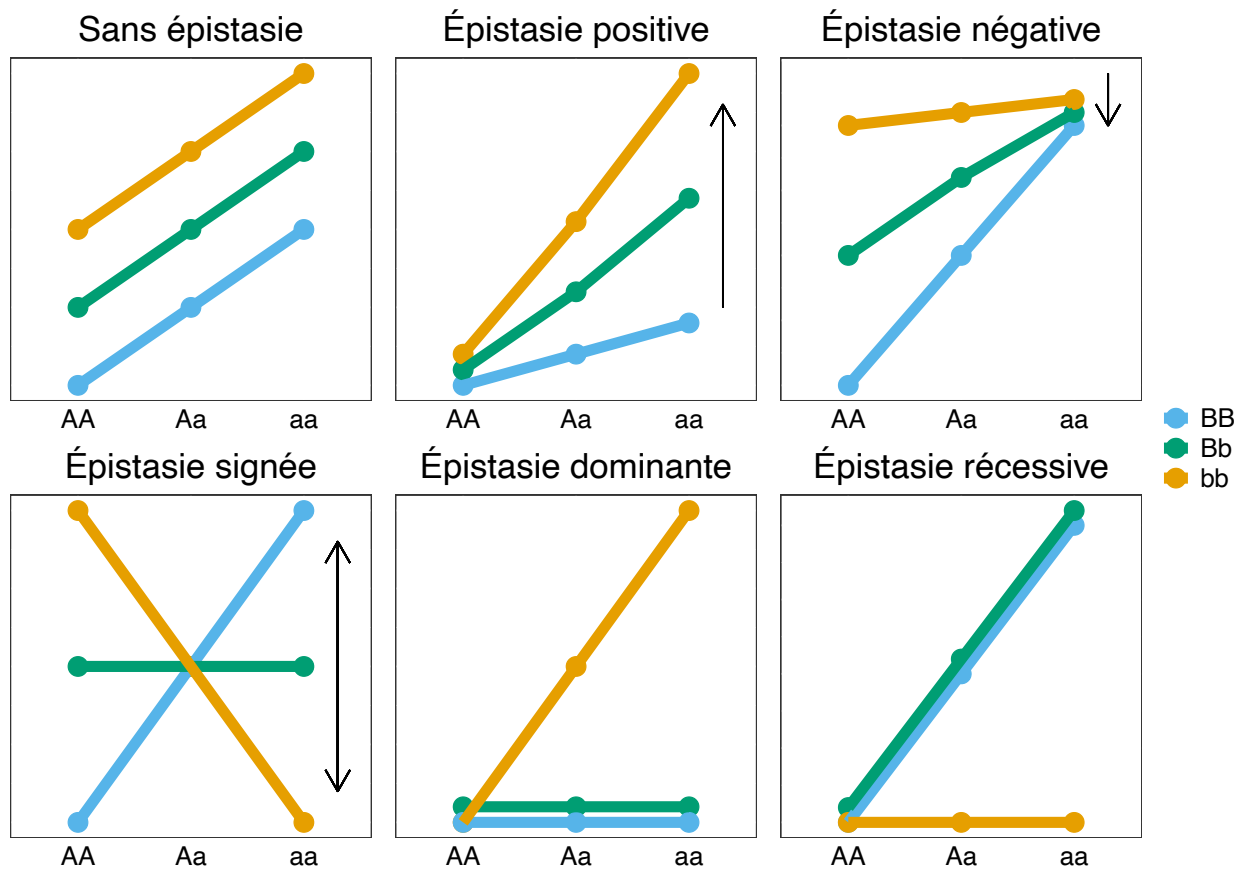 Sans épistasie
Épistasie positive
Épistasie négative
AA Aa aa
AA Aa aa
AA Aa aa
BB
Bb
bb
Épistasie signée
Épistasie dominante
Épistasie récessive
AA Aa aa
AA Aa aa
AA Aa aa